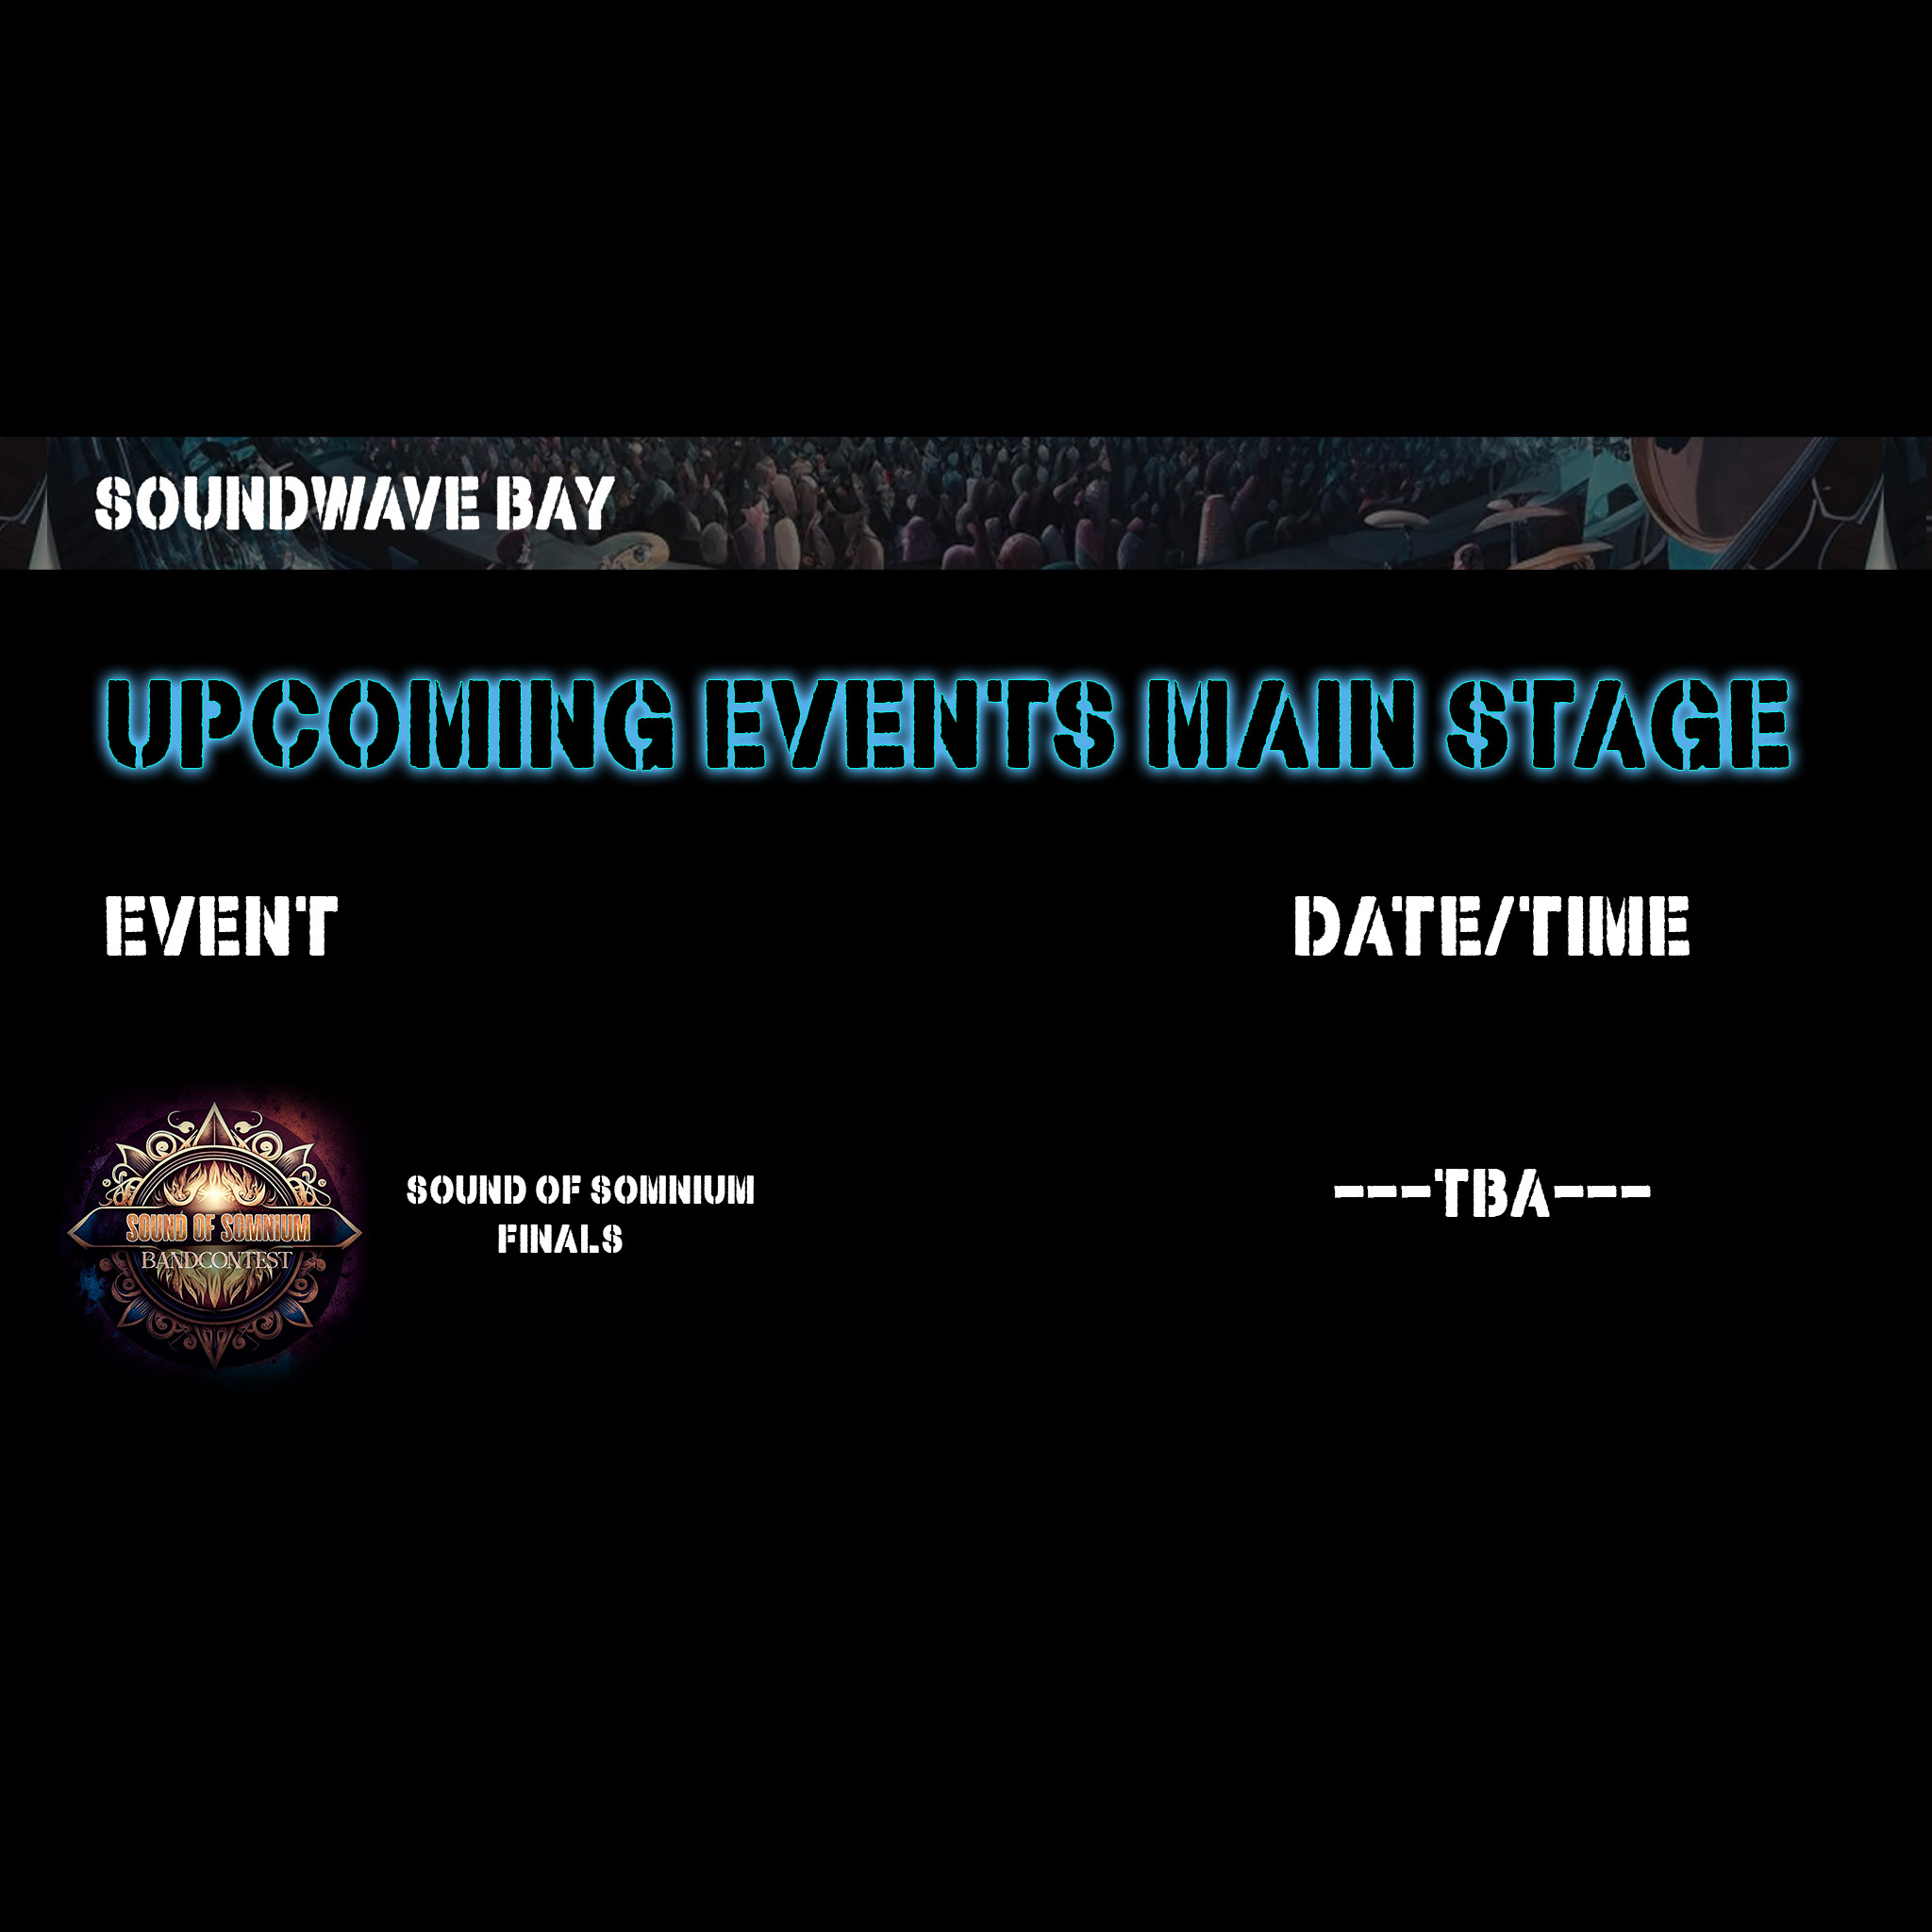 SOUNDWAVE BAY
UPCOMING EVENTS MAIN STAGE
EVENT
DATE/TIME
SOUND OF SOMNIUM
BANDCONTEST
SOUND OF SOMNIUM
FINALS
---TBA---